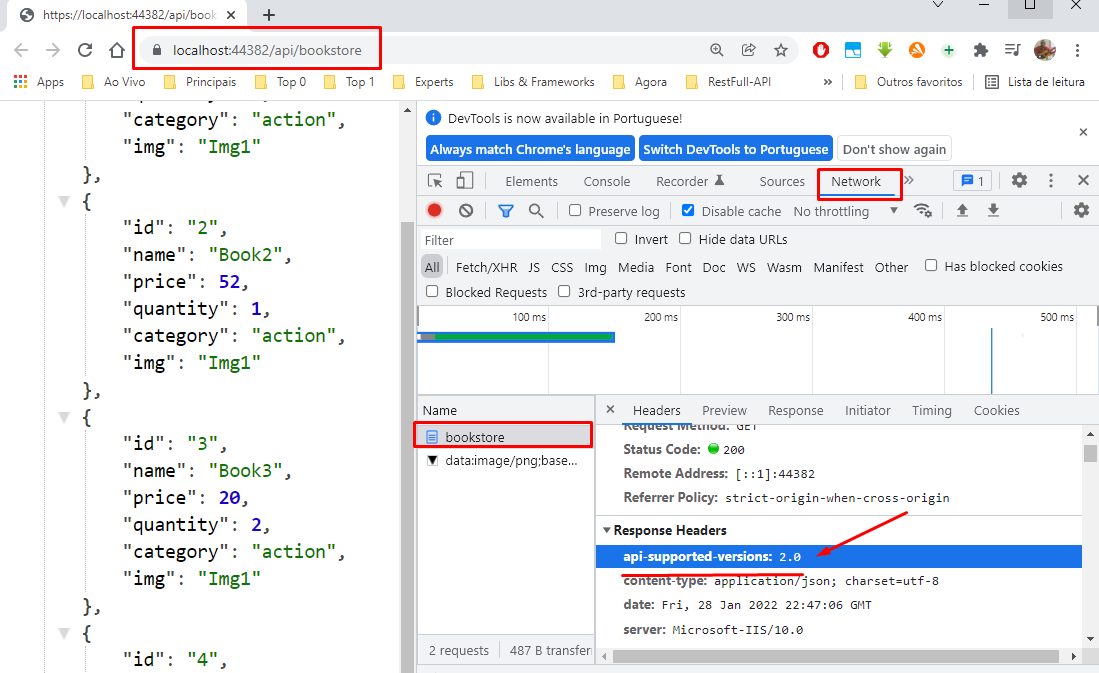 https://localhost:44382/api/book
localhost:44382/api/bookstore
Apps Ao Vivo Principais Top 0 Top 1 Experts Libs & Frameworks Agora RestFull-API » Outros favoritos Lista de leitura
"category": "action",
"img": "Img1"
},
{
"id": "2",
"name": "Book2",
"price": 52,
"quantity": 1,
"category": "action",
"img": "Img1"
},
{
"id": "3",
"name": "Book3",
"price": 20,
"quantity": 2,
"category": "action",
"img": "Img1"
},
{
"id": "4",
DevTools is now available in Portuguese!
Always match Chrome's language Switch DevTools to Portuguese Don't show again
Elements Console Recorder Sources Network » 1
Preserve log Disable cache No throttling
Filter Invert Hide data URLs
All Fetch/XHR JS CSS Img Media Font Doc WS Wasm Manifest Other Has blocked cookies
Blocked Requests 3rd-party requests
100 ms 200 ms 300 ms 400 ms 500 ms
Name
bookstore
data:image/png;base...
2 requests 487 B transfer
Headers Preview Response Initiator Timing Cookies
Request Method: GET
Status Code: 200
Remote Address: [::1]:44382
Referrer Policy: strict-origin-when-cross-origin
Response Headers
api-supported-versions: 2.0
content-type: application/json; charset=utf-8
date: Fri, 28 Jan 2022 22:47:06 GMT
server: Microsoft-IIS/10.0